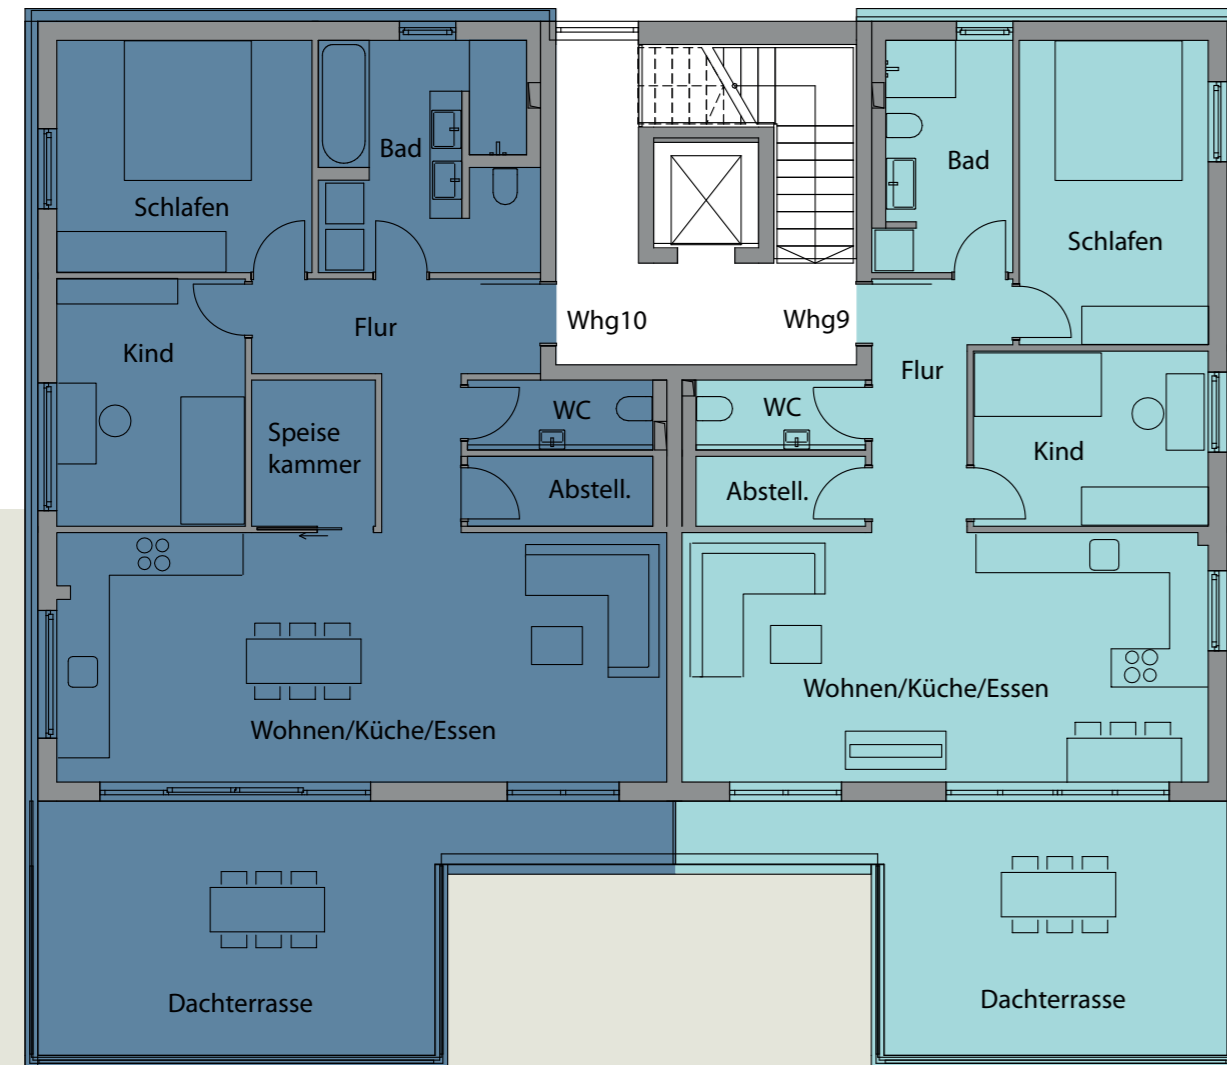 Bad
Bad
Schlafen
Schlafen
Whg10
Whg9
Flur
Kind
Flur
WC
WC
Speise
kammer
Kind
Abstell.
Abstell.
Wohnen/Küche/Essen
Wohnen/Küche/Essen
Dachterrasse
Dachterrasse